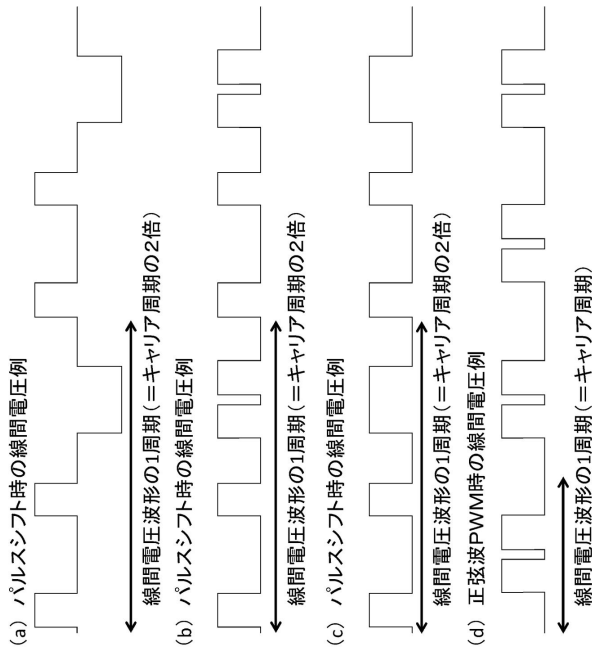 (a) パルスシフト時の線間電圧例
線間電圧波形の1周期(＝キャリア周期の2倍)
(b) パルスシフト時の線間電圧例
線間電圧波形の1周期(＝キャリア周期の2倍)
(c) パルスシフト時の線間電圧例
線間電圧波形の1周期(＝キャリア周期の2倍)
(d) 正弦波PWM時の線間電圧例
線間電圧波形の1周期(＝キャリア周期)